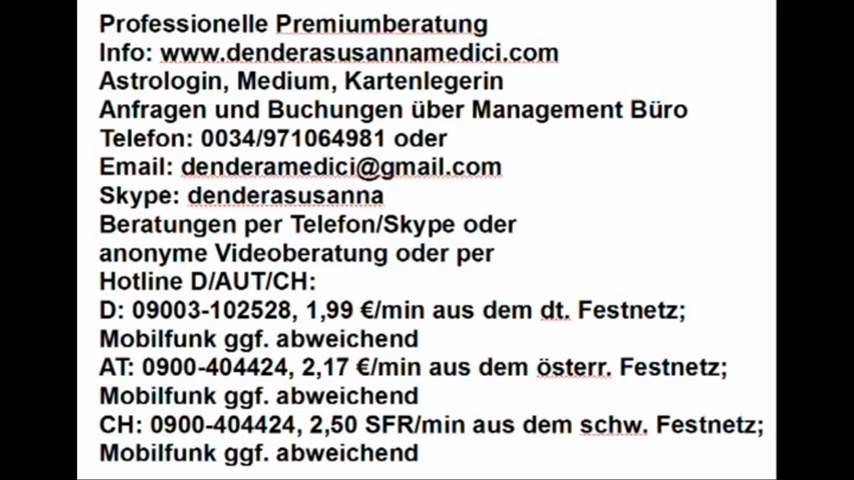 Professionelle Premiumberatung
Info: www.denderasusannamedici.com
Astrologin, Medium, Kartenlegerin
Anfragen und Buchungen über Management Büro
Telefon: 0034/971064981 oder
Email: denderamedici@gmail.com
Skype: denderasusanna
Beratungen per Telefon/Skype oder
anonyme Videoberatung oder per
Hotline D/AUT/CH:
D: 09003-102528, 1,99 €/min aus dem dt. Festnetz;
Mobilfunk ggf. abweichend
AT: 0900-404424, 2,17 €/min aus dem österr. Festnetz;
Mobilfunk ggf. abweichend
CH: 0900-404424, 2,50 SFR/min aus dem schw. Festnetz;
Mobilfunk ggf. abweichend